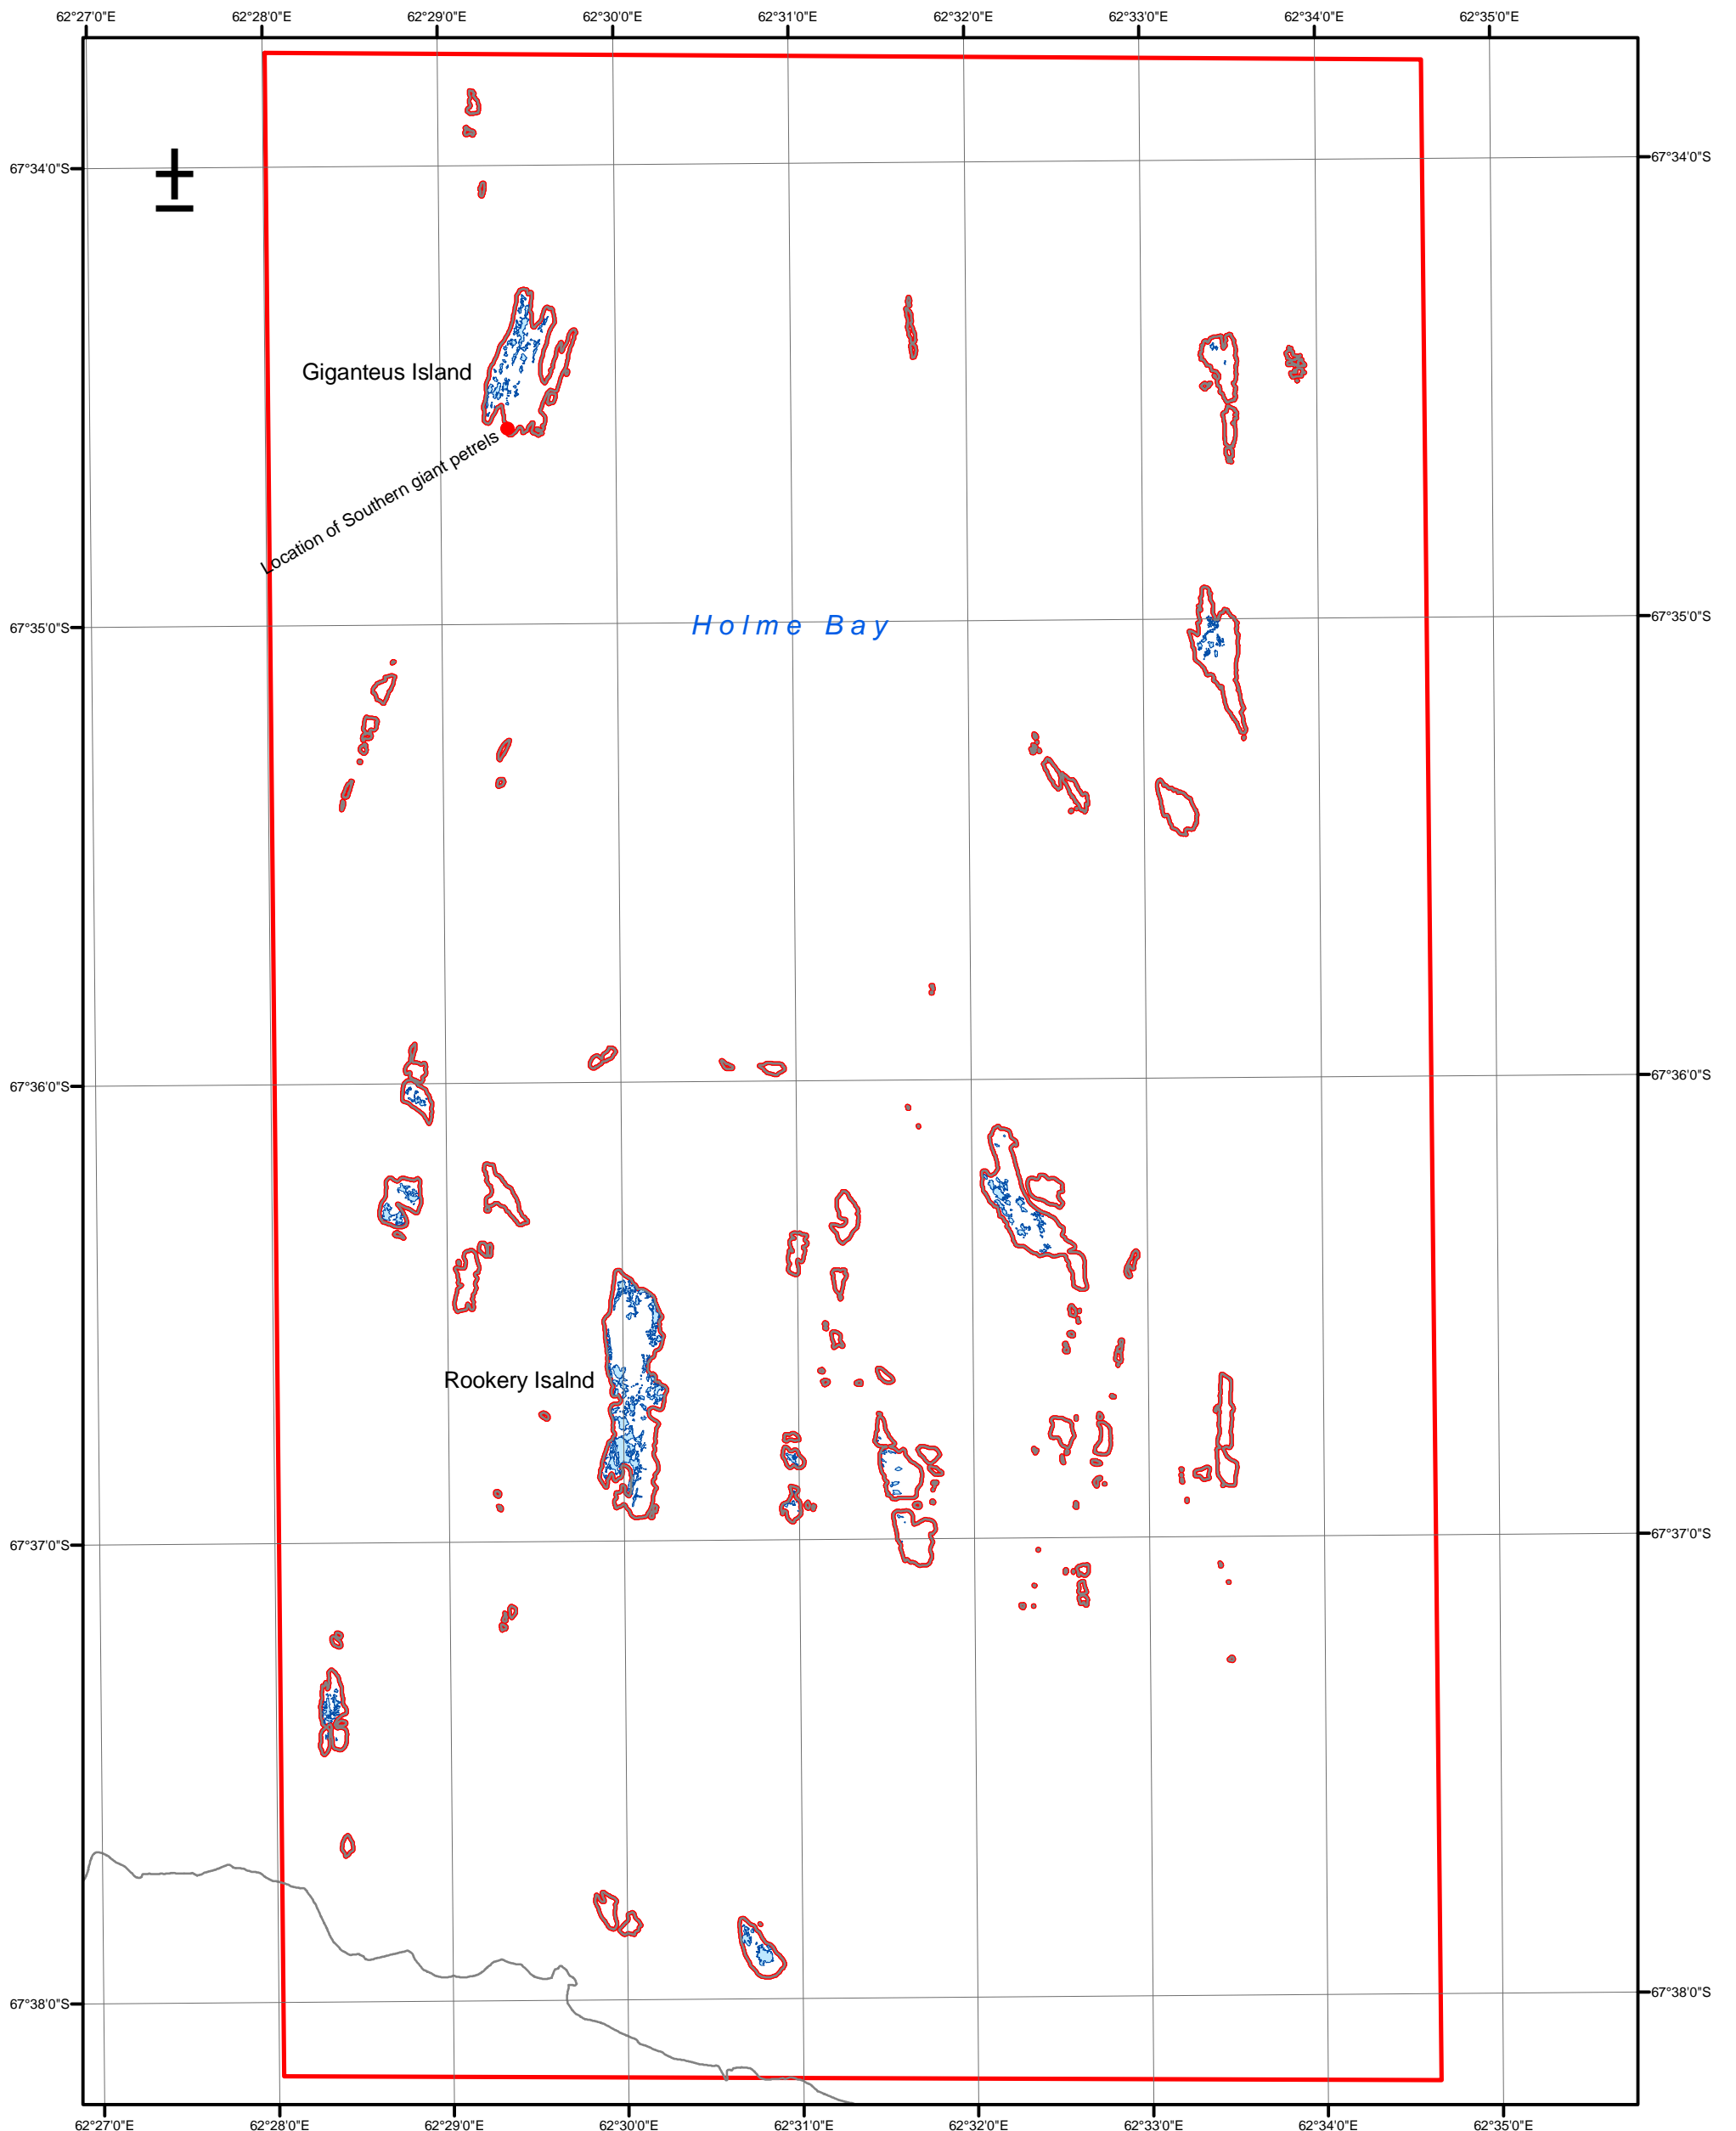 62°27'0"E 62°28'0"E 62°29'0"E 62°30'0"E 62°31'0"E 62°32'0"E 62°33'0"E 62°34'0"E 62°35'0"E
67°34'0"S 67°34'0"S
Giganteus Island
Location of Southern giant petrels
Holme Bay
67°35'0"S 67°35'0"S
67°36'0"S 67°36'0"S
Rookery Isalnd
67°37'0"S 67°37'0"S
67°38'0"S 67°38'0"S
62°27'0"E 62°28'0"E 62°29'0"E 62°30'0"E 62°31'0"E 62°32'0"E 62°33'0"E 62°34'0"E 62°35'0"E